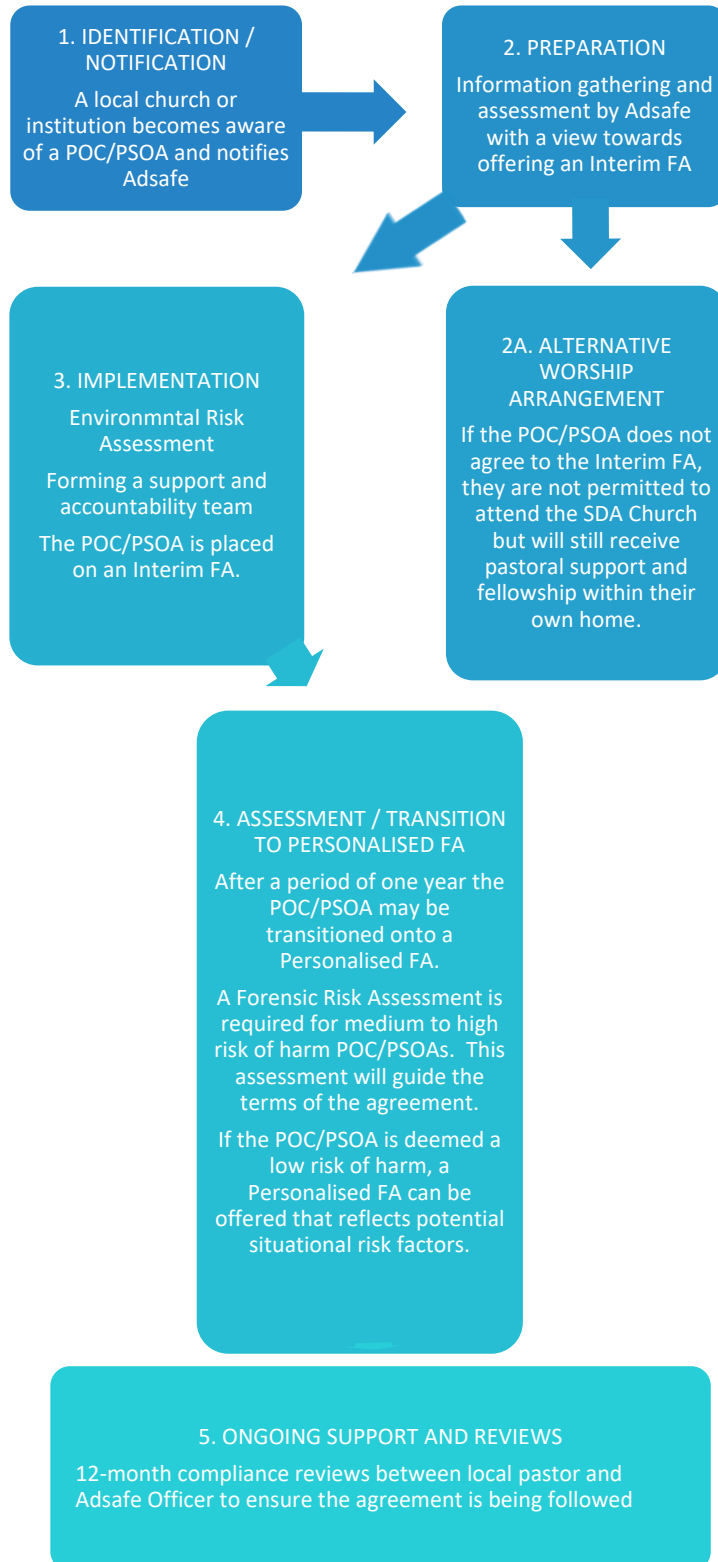 1. IDENTIFICATION /
NOTIFICATION
A local church or
institution becomes aware
of a POC/PSOA and notifies
Adsafe
2. PREPARATION
Information gathering and
assessment by Adsafe
with a view towards
offering an Interim FA
3. IMPLEMENTATION
Environmntal Risk
Assessment
Forming a support and
accountability team
The POC/PSOA is placed
on an Interim FA.
2A. ALTERNATIVE
WORSHIP
ARRANGEMENT
If the POC/PSOA does not
agree to the Interim FA,
they are not permitted to
attend the SDA Church
but will still receive
pastoral support and
fellowship within their
own home.
4. ASSESSMENT / TRANSITION
TO PERSONALISED FA
After a period of one year the
POC/PSOA may be
transitioned onto a
Personalised FA.
A Forensic Risk Assessment is
required for medium to high
risk of harm POC/PSOAs.  This
assessment will guide the
terms of the agreement.
If the POC/PSOA is deemed a
low risk of harm, a
Personalised FA can be
offered that reflects potential
situational risk factors.
5. ONGOING SUPPORT AND REVIEWS
12-month compliance reviews between local pastor and
Adsafe Officer to ensure the agreement is being followed